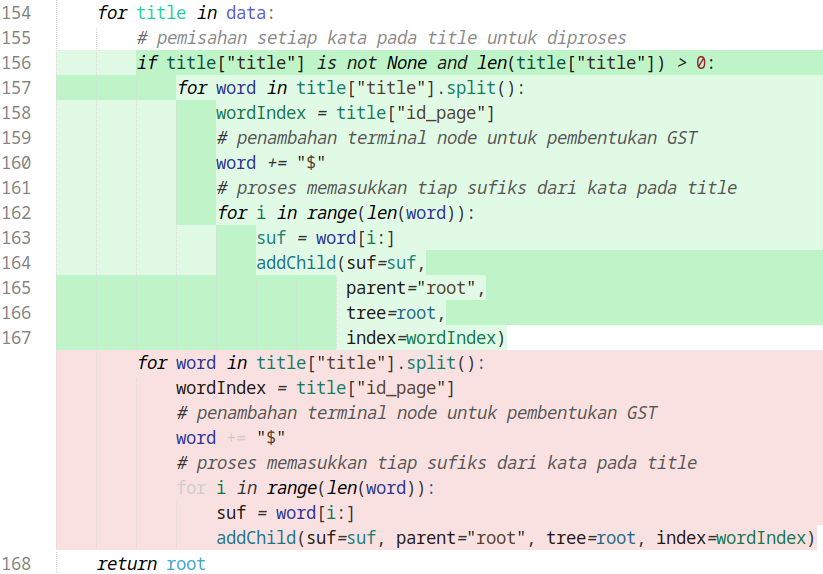 154 for title in data:
155 # pemisahan setiap kata pada title untuk diproses
156 if title["title"] is not None and len(title["title"]) > 0:
157 for word in title["title"].split():
158 wordIndex = title["id_page"]
159 # penambahan terminal node untuk pembentukan GST
160 word += "$"
161 # proses memasukkan tiap sufiks dari kata pada title
162 for i in range(len(word)):
163 suf = word[i:]
164 addChild(suf=suf,
165 parent="root",
166 tree=root,
167 index=wordIndex)
for word in title["title"].split():
wordIndex = title["id_page"]
# penambahan terminal node untuk pembentukan GST
word += "$"
# proses memasukkan tiap sufiks dari kata pada title
for i in range(len(word)):
suf = word[i:]
addChild(suf=suf, parent="root", tree=root, index=wordIndex)
168 return root